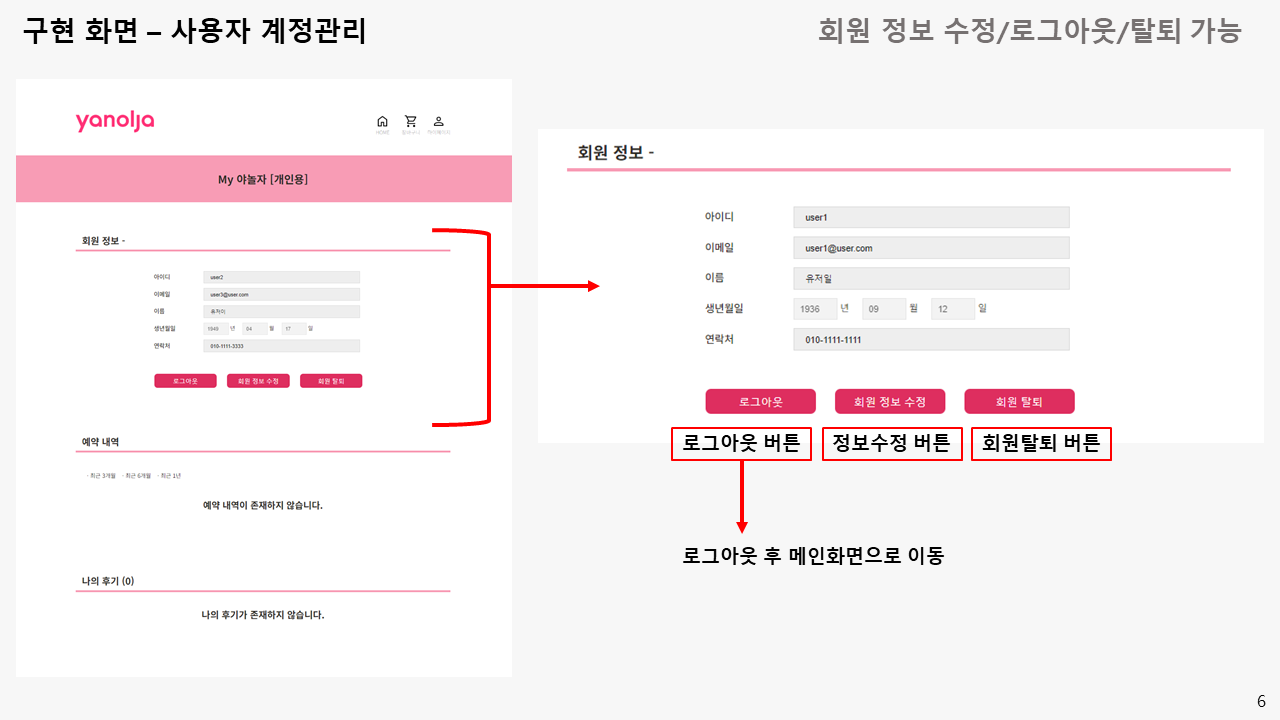 구현 화면 – 사용자 계정관리
회원 정보 수정/로그아웃/탈퇴 가능
yanolja
HOME
My 야놀자 [개인용]
회원 정보 -
아이디 user2
이메일 user3@user.com
이름 유저이
생년월일 1949 년 04 월 17 일
연락처 010-1111-3333
로그아웃 회원 정보 수정 회원 탈퇴
예약 내역
· 최근 3개월 · 최근 6개월 · 최근 1년
예약 내역이 존재하지 않습니다.
나의 후기 (0)
나의 후기가 존재하지 않습니다.
회원 정보 -
아이디 user1
이메일 user1@user.com
이름 유저일
생년월일 1936 년 09 월 12 일
연락처 010-1111-1111
로그아웃 회원 정보 수정 회원 탈퇴
로그아웃 버튼 정보수정 버튼 회원탈퇴 버튼
로그아웃 후 메인화면으로 이동
6